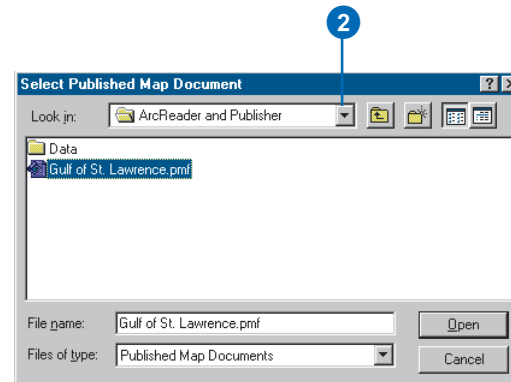 2
Select Published Map Document
Look in: ArcReader and Publisher
Data
Gulf of St. Lawrence.pmf
File name: Gulf of St. Lawrence.pmf Open
Files of type: Published Map Documents Cancel